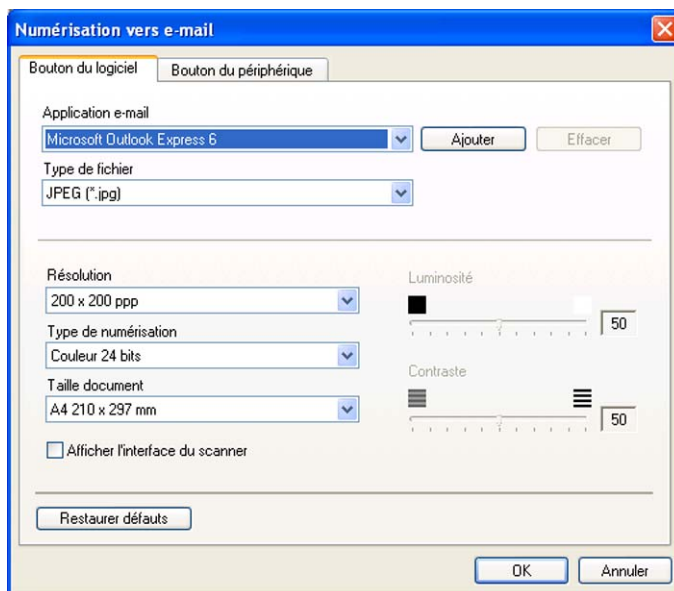 Numérisation vers e-mail
Bouton du logiciel
Bouton du périphérique
Application e-mail
Microsoft Outlook Express 6
Ajouter
Effacer
Type de fichier
JPEG (*.jpg)
Résolution
200 x 200 ppp
Type de numérisation
Couleur 24 bits
Taille document
A4 210 x 297 mm
Afficher l'interface du scanner
Luminosité
50
Contraste
50
Restaurer défauts
OK
Annuler